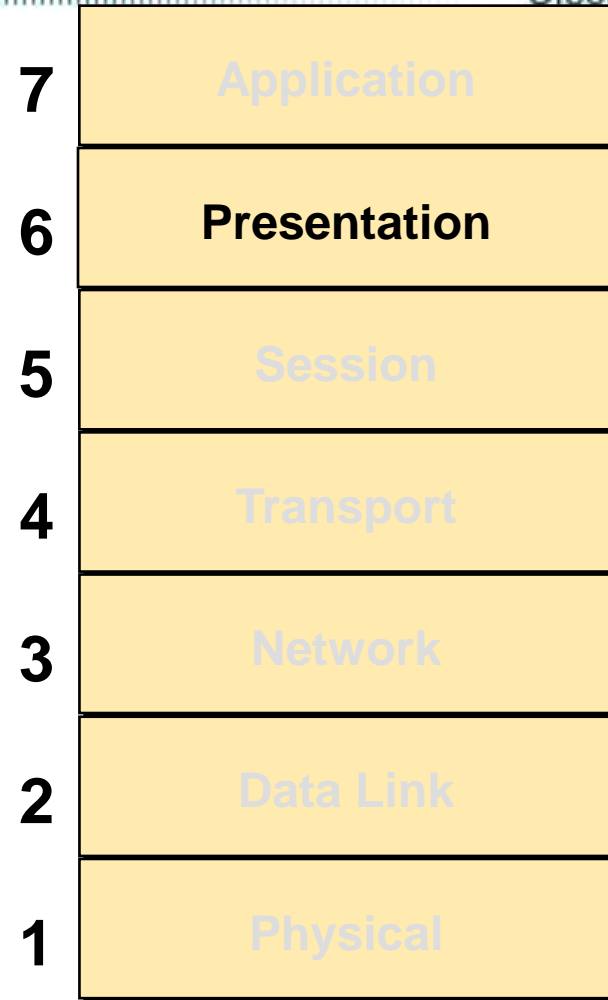 7 Application
6 Presentation
5 Session
4 Transport
3 Network
2 Data Link
1 Physical